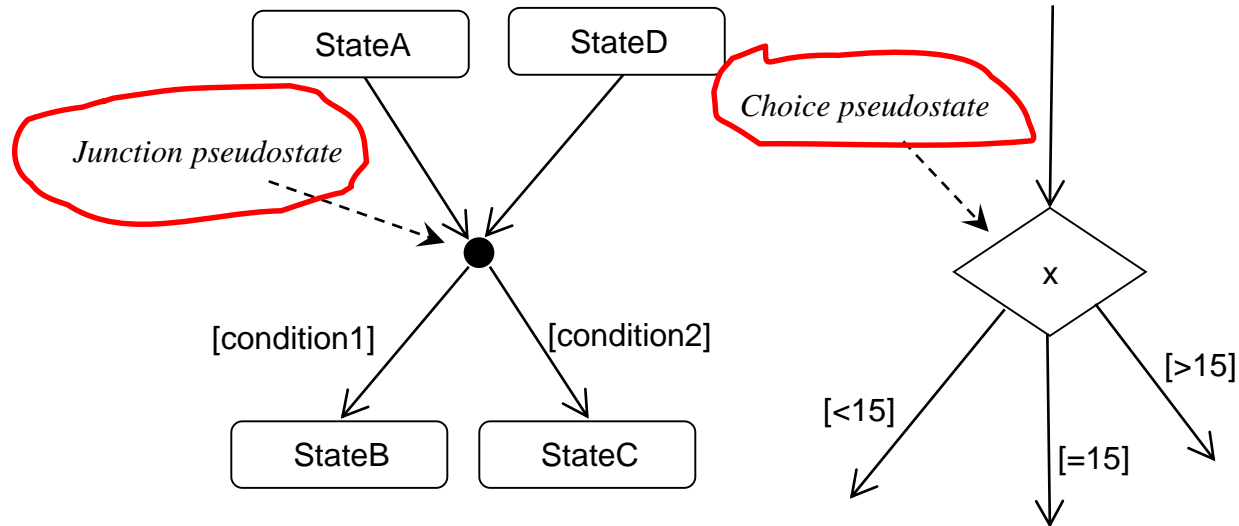 StateA
StateD
Junction pseudostate
Choice pseudostate
x
[condition1]
[condition2]
StateB
StateC
[<15]
[=15]
[>15]